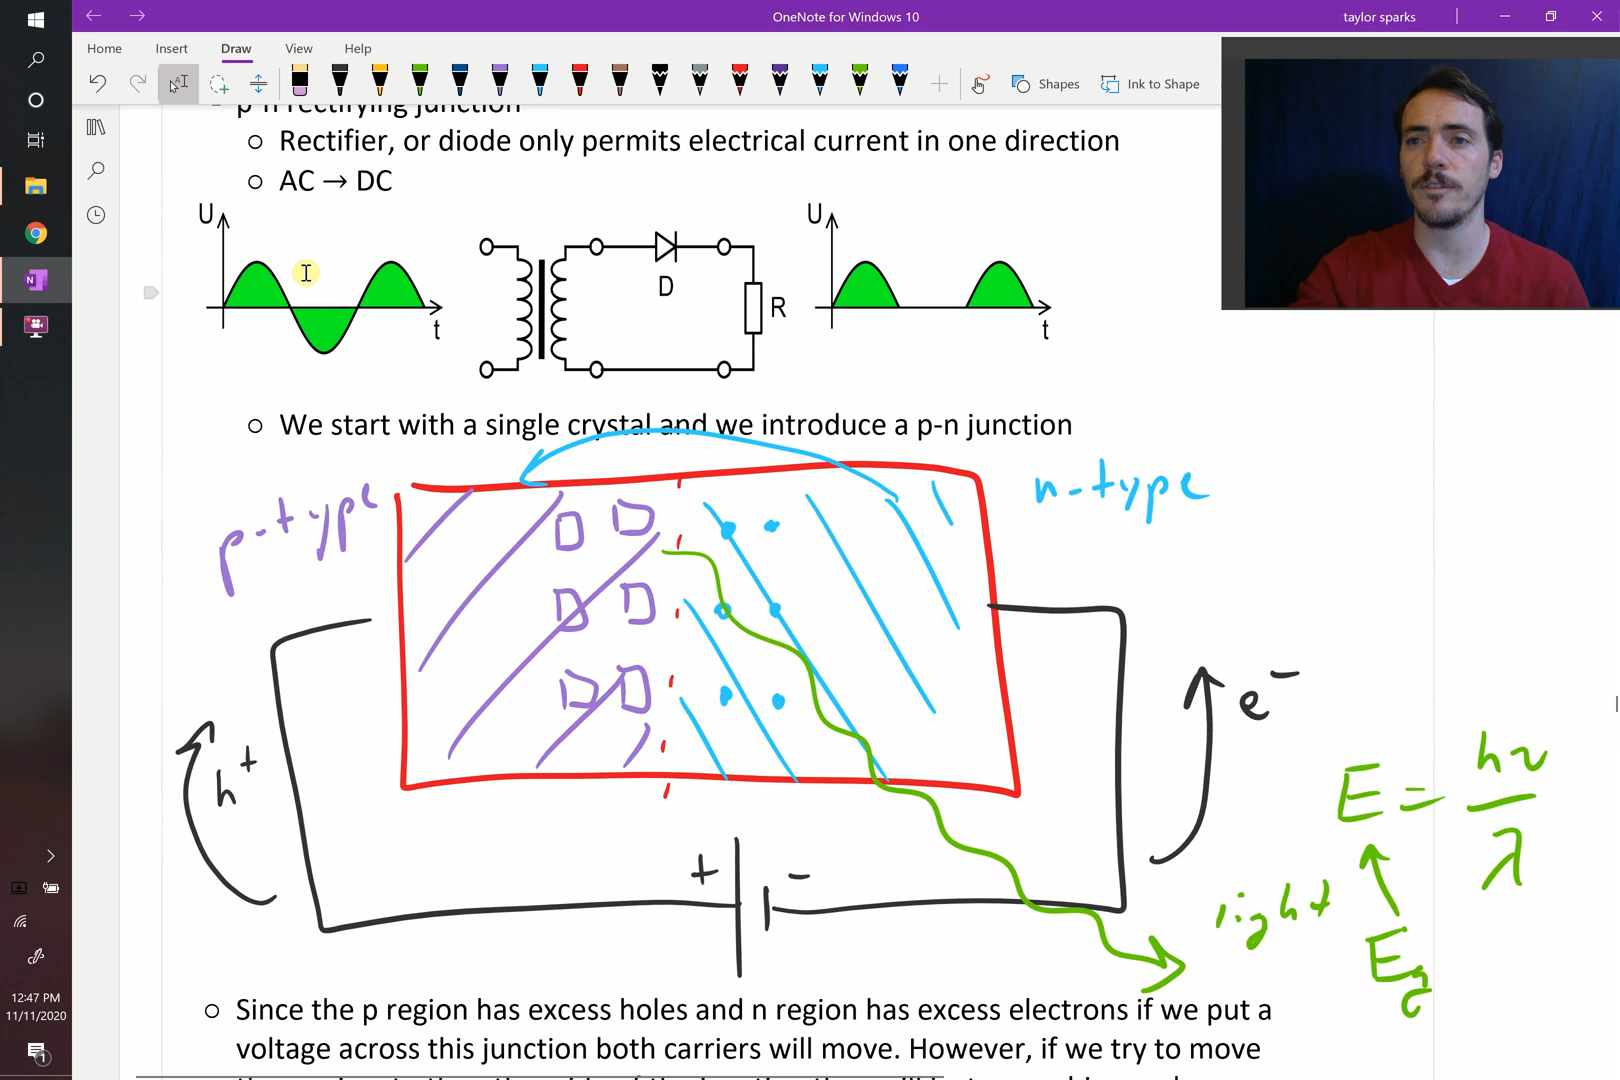 OneNote for Windows 10
taylor sparks
Home Insert Draw View Help
Shapes
Ink to Shape
p-n rectifying junction
○ Rectifier, or diode only permits electrical current in one direction
○ AC → DC
U
t
D
R
U
t
○ We start with a single crystal and we introduce a p-n junction
p-type
n-type
h+
e−
+ −
E = hν/λ
light
Eg
○ Since the p region has excess holes and n region has excess electrons if we put a
voltage across this junction both carriers will move. However, if we try to move
12:47 PM
11/11/2020
1